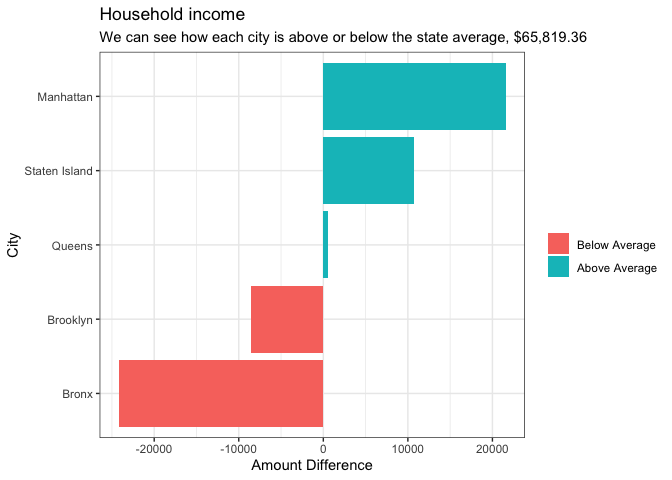 Household income
We can see how each city is above or below the state average, $65,819.36
City
Manhattan
Staten Island
Queens
Brooklyn
Bronx
-20000
-10000
0
10000
20000
Amount Difference
Below Average
Above Average